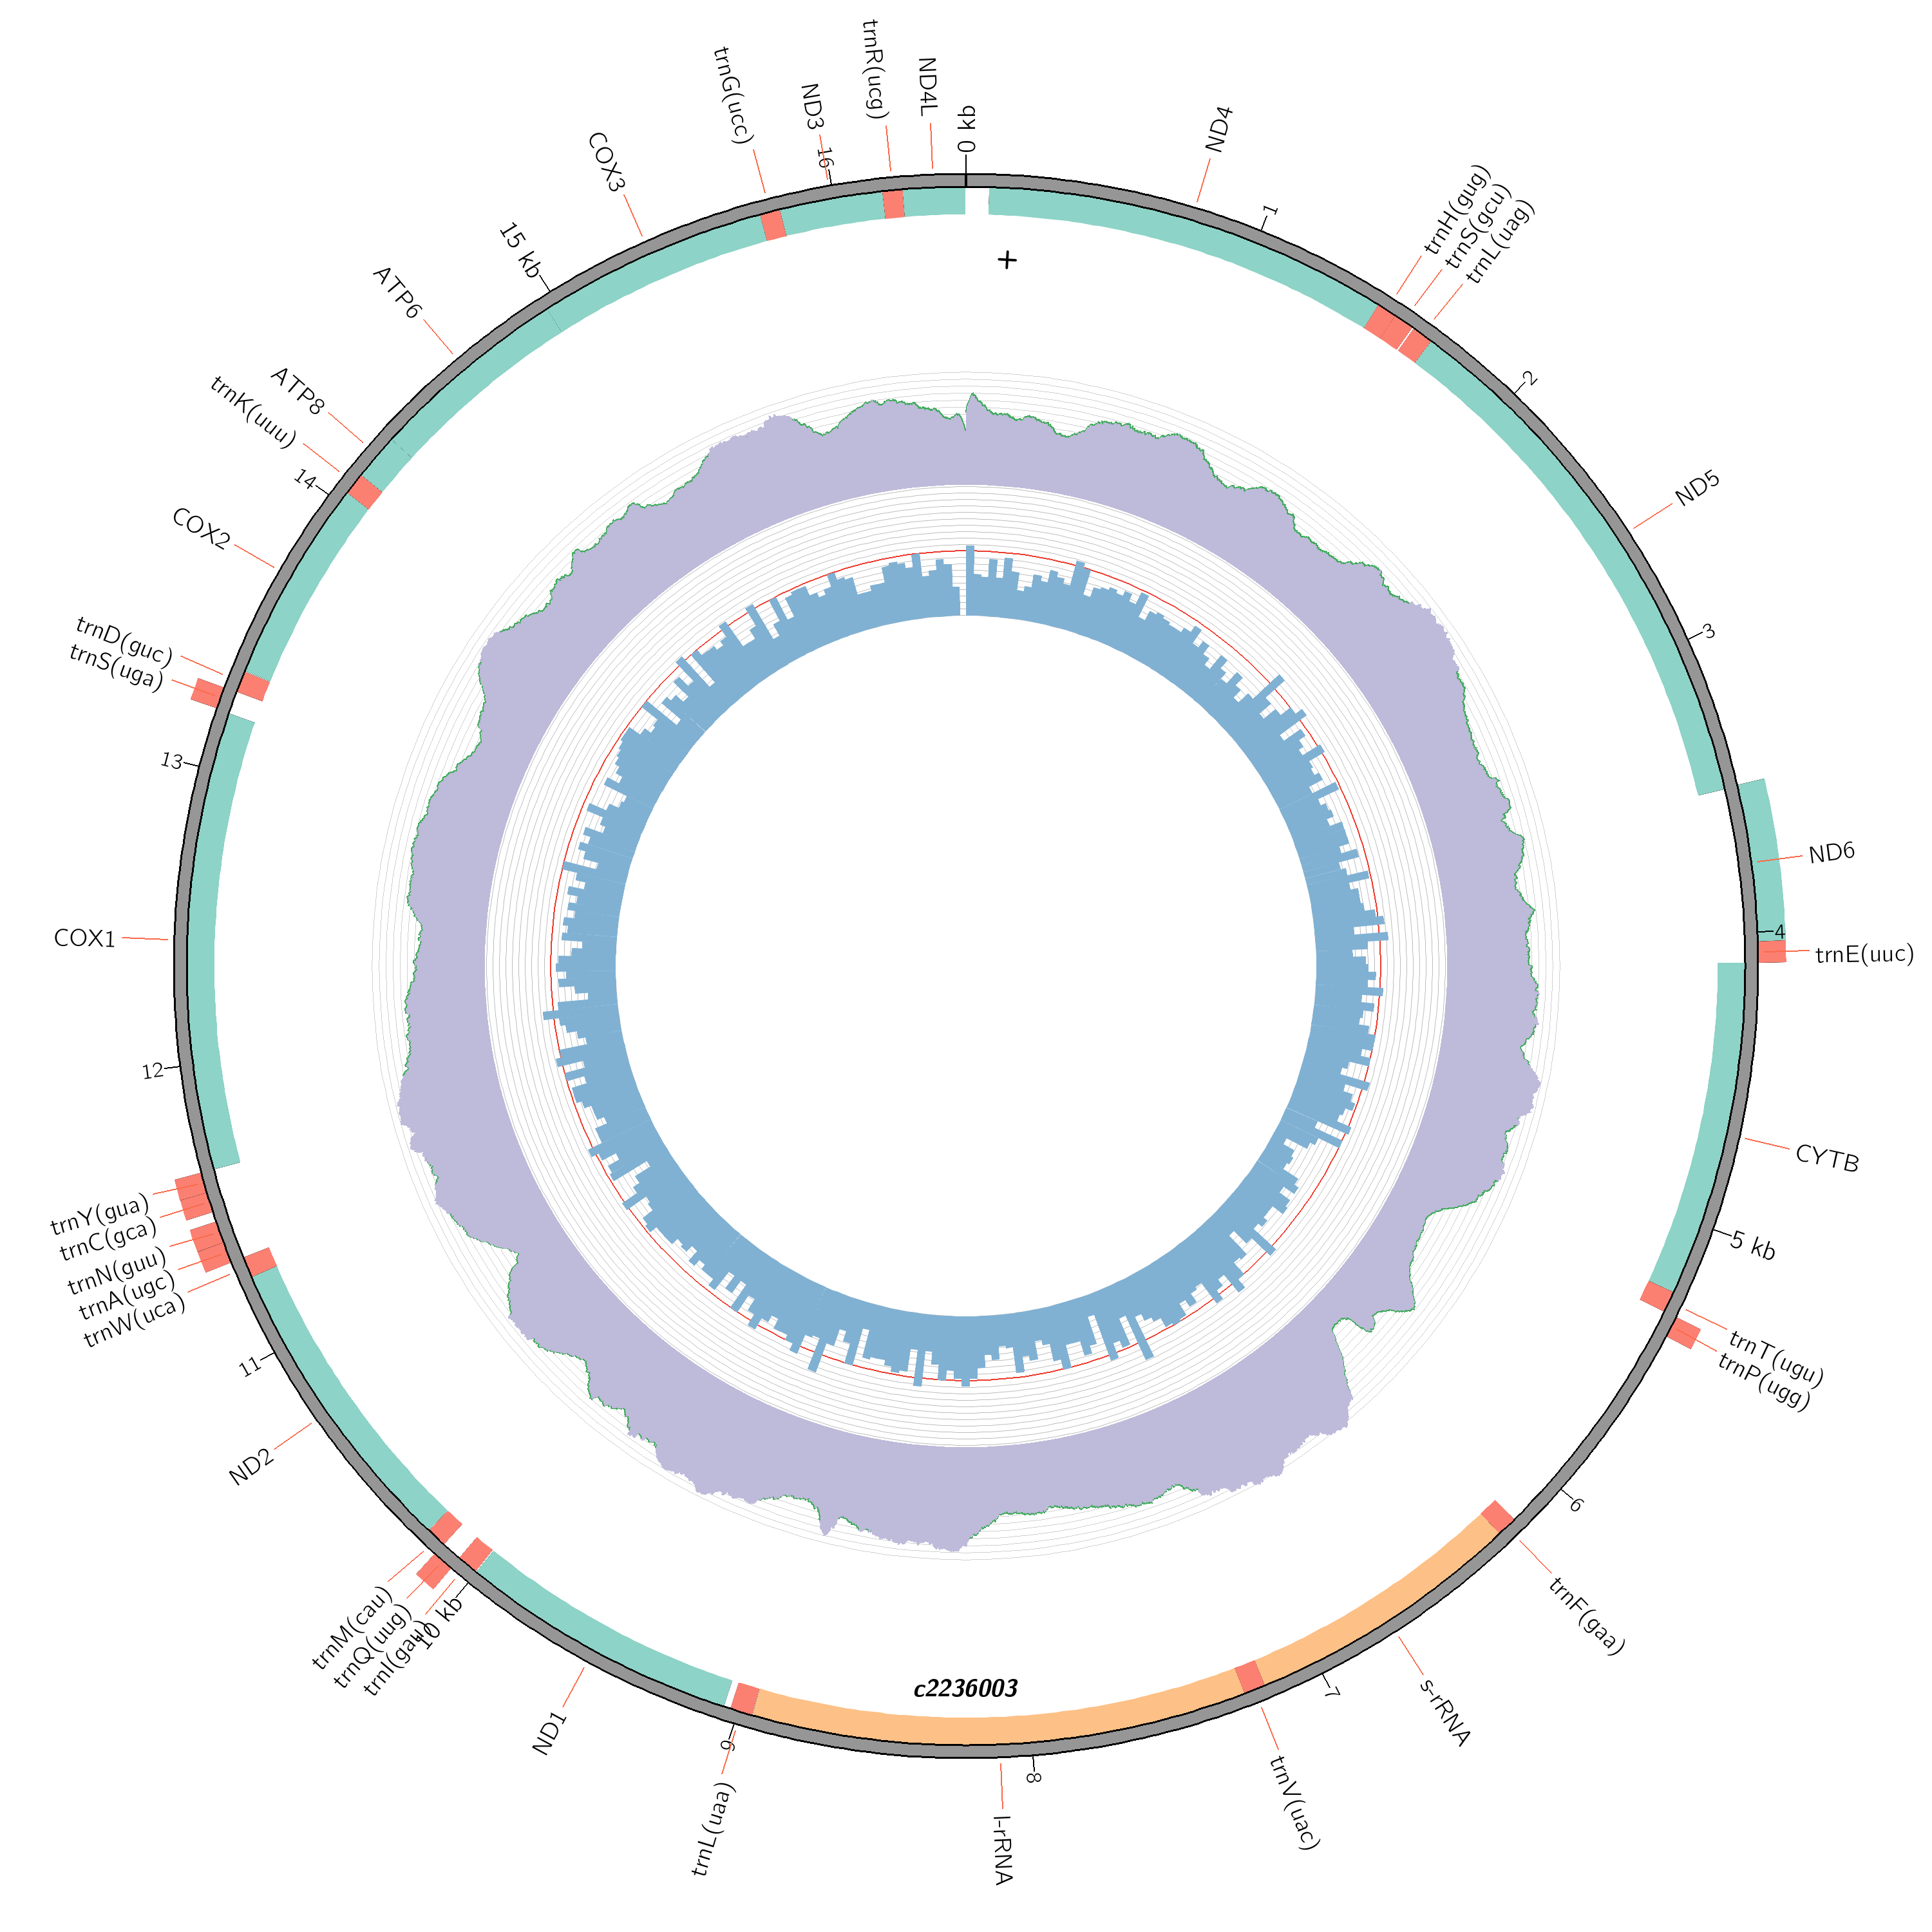 0 kb
ND4
1
trnH(gug)
trnS(gcu)
trnL(uag)
2
ND5
3
ND6
4
trnE(uuc)
CYTB
5 kb
trnT(ugu)
trnP(ugg)
6
trnF(gaa)
s-rRNA
7
trnV(uac)
8
l-rRNA
9
trnL(uaa)
ND1
10 kb
trnI(gau)
trnQ(uug)
trnM(cau)
ND2
11
trnW(uca)
trnA(ugc)
trnN(guu)
trnC(gca)
trnY(gua)
12
COX1
13
trnS(uga)
trnD(guc)
COX2
14
trnK(uuu)
ATP8
ATP6
15 kb
COX3
trnG(ucc)
ND3
16
trnR(ucg)
ND4L
+
c2236003